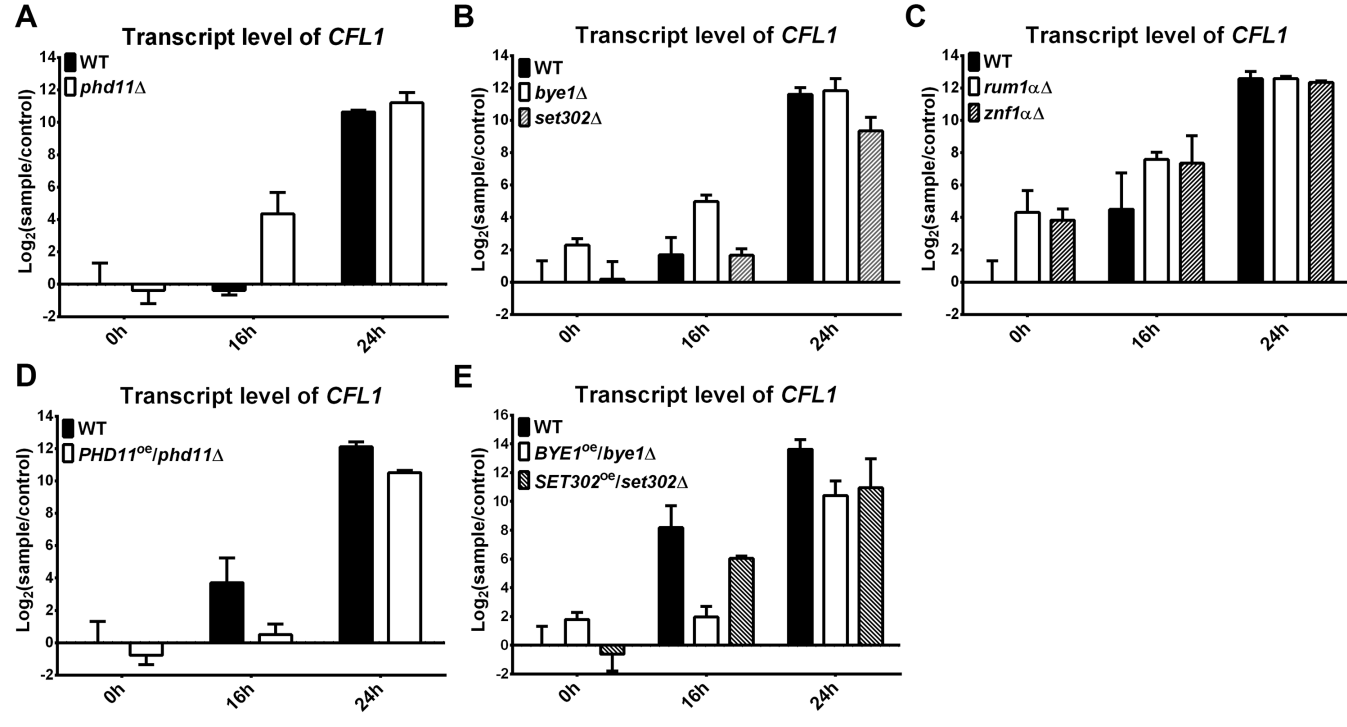 A
Transcript level of CFL1
WT
phd11Δ
Log2(sample/control)
14
12
10
8
6
4
2
0
-2
0h
16h
24h
B
Transcript level of CFL1
WT
bye1Δ
set302Δ
Log2(sample/control)
14
12
10
8
6
4
2
0
-2
0h
16h
24h
C
Transcript level of CFL1
WT
rum1αΔ
znf1αΔ
Log2(sample/control)
14
12
10
8
6
4
2
0
-2
0h
16h
24h
D
Transcript level of CFL1
WT
PHD11oe/phd11Δ
Log2(sample/control)
14
12
10
8
6
4
2
0
-2
0h
16h
24h
E
Transcript level of CFL1
WT
BYE1oe/bye1Δ
SET302oe/set302Δ
Log2(sample/control)
16
14
12
10
8
6
4
2
0
-2
0h
16h
24h